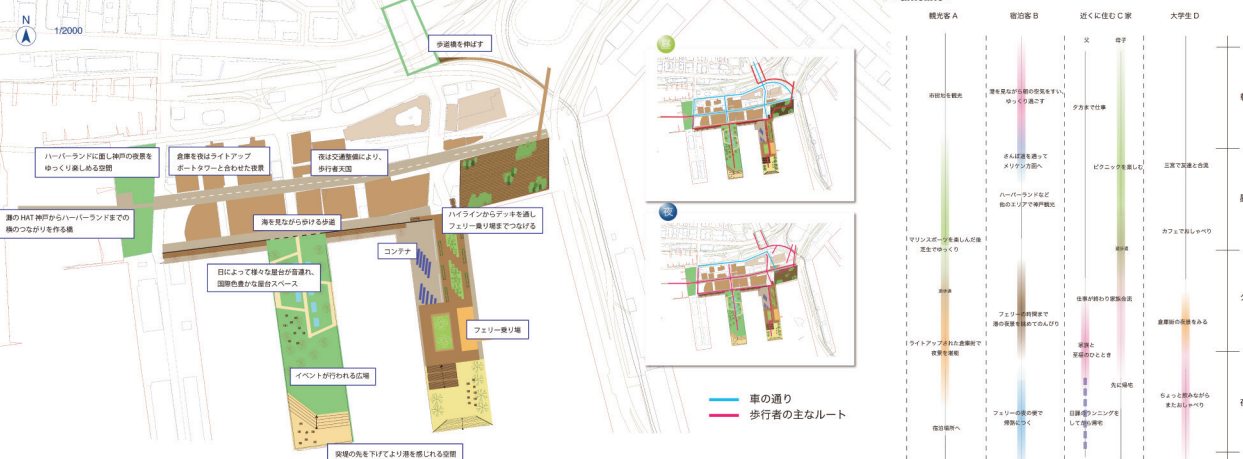 N
1/2000
歩道橋を伸ばす
ハーバーランドに面し神戸の夜景を
ゆっくり楽しめる空間
倉庫を夜はライトアップ
ポートタワーと合わせた夜景
夜は交通整備により、
歩行者天国
灘の HAT 神戸からハーバーランドまでの
横のつながりを作る橋
海を見ながら歩ける歩道
ハイラインからデッキを通し
フェリー乗り場までつなげる
コンテナ
日によって様々な屋台が音連れ、
国際色豊かな屋台スペース
フェリー乗り場
イベントが行われる広場
突堤の先を下げてより港を感じれる空間
昼
夜
車の通り
歩行者の主なルート
観光客 A
宿泊客 B
近くに住む C 家
大学生 D
父
母子
市街地を観光
港を見ながら朝の空気をすい、
ゆっくり過ごす
夕方まで仕事
さんぽ道を通って
メリケン方面へ
ピクニックを楽しむ
三宮で友達と合流
ハーバーランドなど
他のエリアで神戸観光
カフェでおしゃべり
マリンスポーツを楽しんだ後
芝生でゆっくり
仕事が終わり家族合流
フェリーの時間まで
港の夜景を眺めてのんびり
倉庫街の夜景をみる
ライトアップされた倉庫街で
夜景を堪能
家族と
至福のひととき
先に帰宅
ちょっと飲みながら
またおしゃべり
フェリーの夜の便で
帰路につく
日課のランニングを
してから帰宅
宿泊場所へ